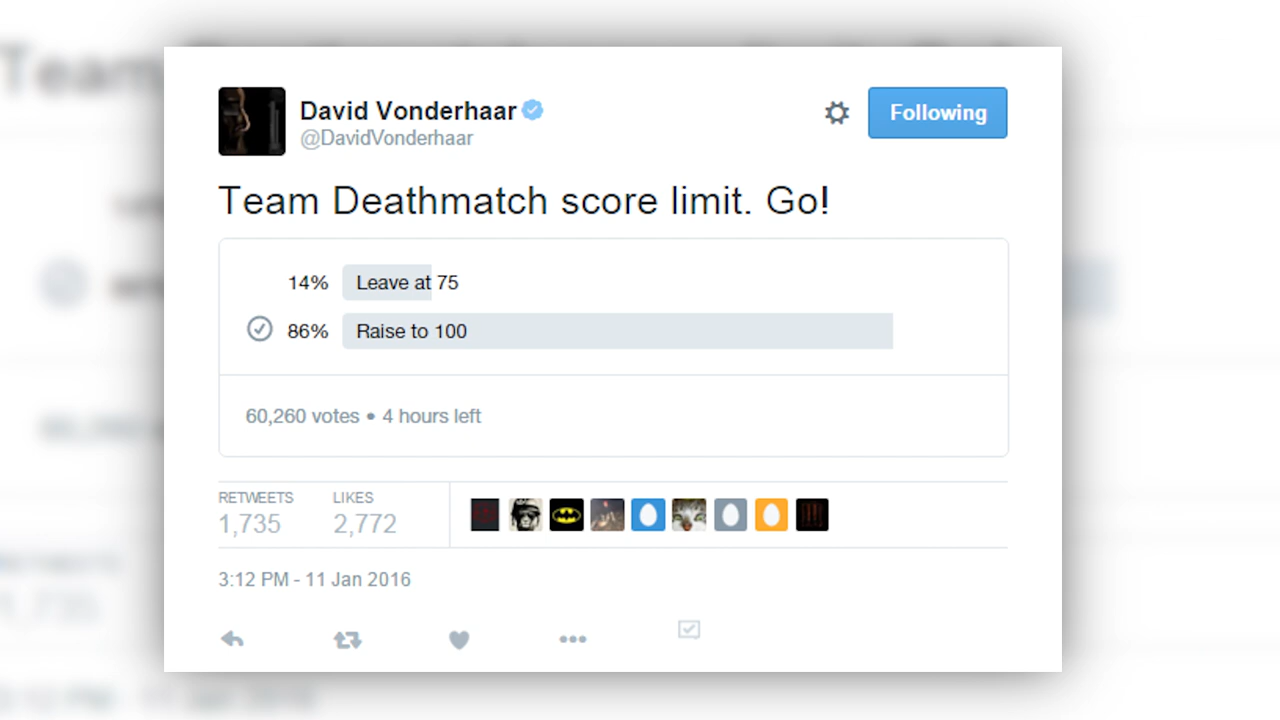 David Vonderhaar
@DavidVonderhaar
Following
Team Deathmatch score limit. Go!
14% Leave at 75
86% Raise to 100
60,260 votes • 4 hours left
RETWEETS LIKES
1,735 2,772
3:12 PM - 11 Jan 2016